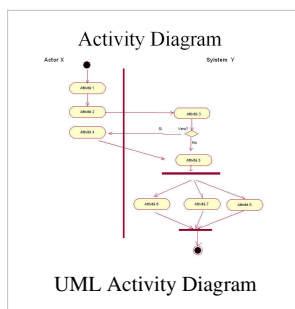 Activity Diagram
Actor X
Syistem Y
Attività 1
Attività 2
Attività 3
Attività 4
Si
Vero?
No
Attività 5
Attività 6
Attività 7
Attività 8
UML Activity Diagram